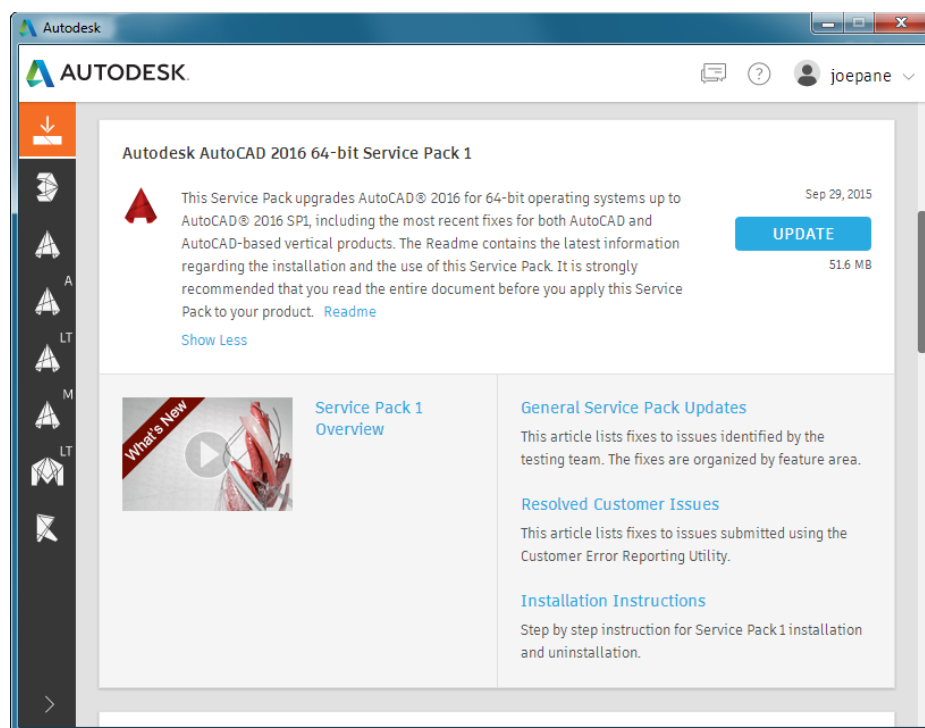 Autodesk
AUTODESK.
joepane
Autodesk AutoCAD 2016 64-bit Service Pack 1
This Service Pack upgrades AutoCAD® 2016 for 64-bit operating systems up to
AutoCAD® 2016 SP1, including the most recent fixes for both AutoCAD and
AutoCAD-based vertical products. The Readme contains the latest information
regarding the installation and the use of this Service Pack. It is strongly
recommended that you read the entire document before you apply this Service
Pack to your product. Readme
Show Less
Sep 29, 2015
UPDATE
51.6 MB
A
LT
M
LT
What's New
Service Pack 1
Overview
General Service Pack Updates
This article lists fixes to issues identified by the
testing team. The fixes are organized by feature area.
Resolved Customer Issues
This article lists fixes to issues submitted using the
Customer Error Reporting Utility.
Installation Instructions
Step by step instruction for Service Pack 1 installation
and uninstallation.